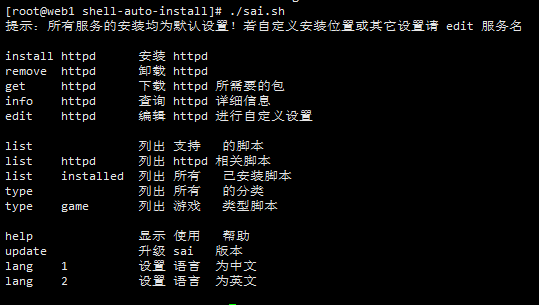 [root@web1 shell-auto-install]# ./sai.sh
提示：所有服务的安装均为默认设置！若自定义安装位置或其它设置请 edit 服务名
install httpd 安装 httpd
remove httpd 卸载 httpd
get httpd 下载 httpd 所需要的包
info httpd 查询 httpd 详细信息
edit httpd 编辑 httpd 进行自定义设置
list 列出 支持 的脚本
list httpd 列出 httpd 相关脚本
list installed 列出 所有 已安装脚本
type 列出 所有 的分类
type game 列出 游戏 类型脚本
help 显示 使用 帮助
update 升级 sai 版本
lang 1 设置 语言 为中文
lang 2 设置 语言 为英文